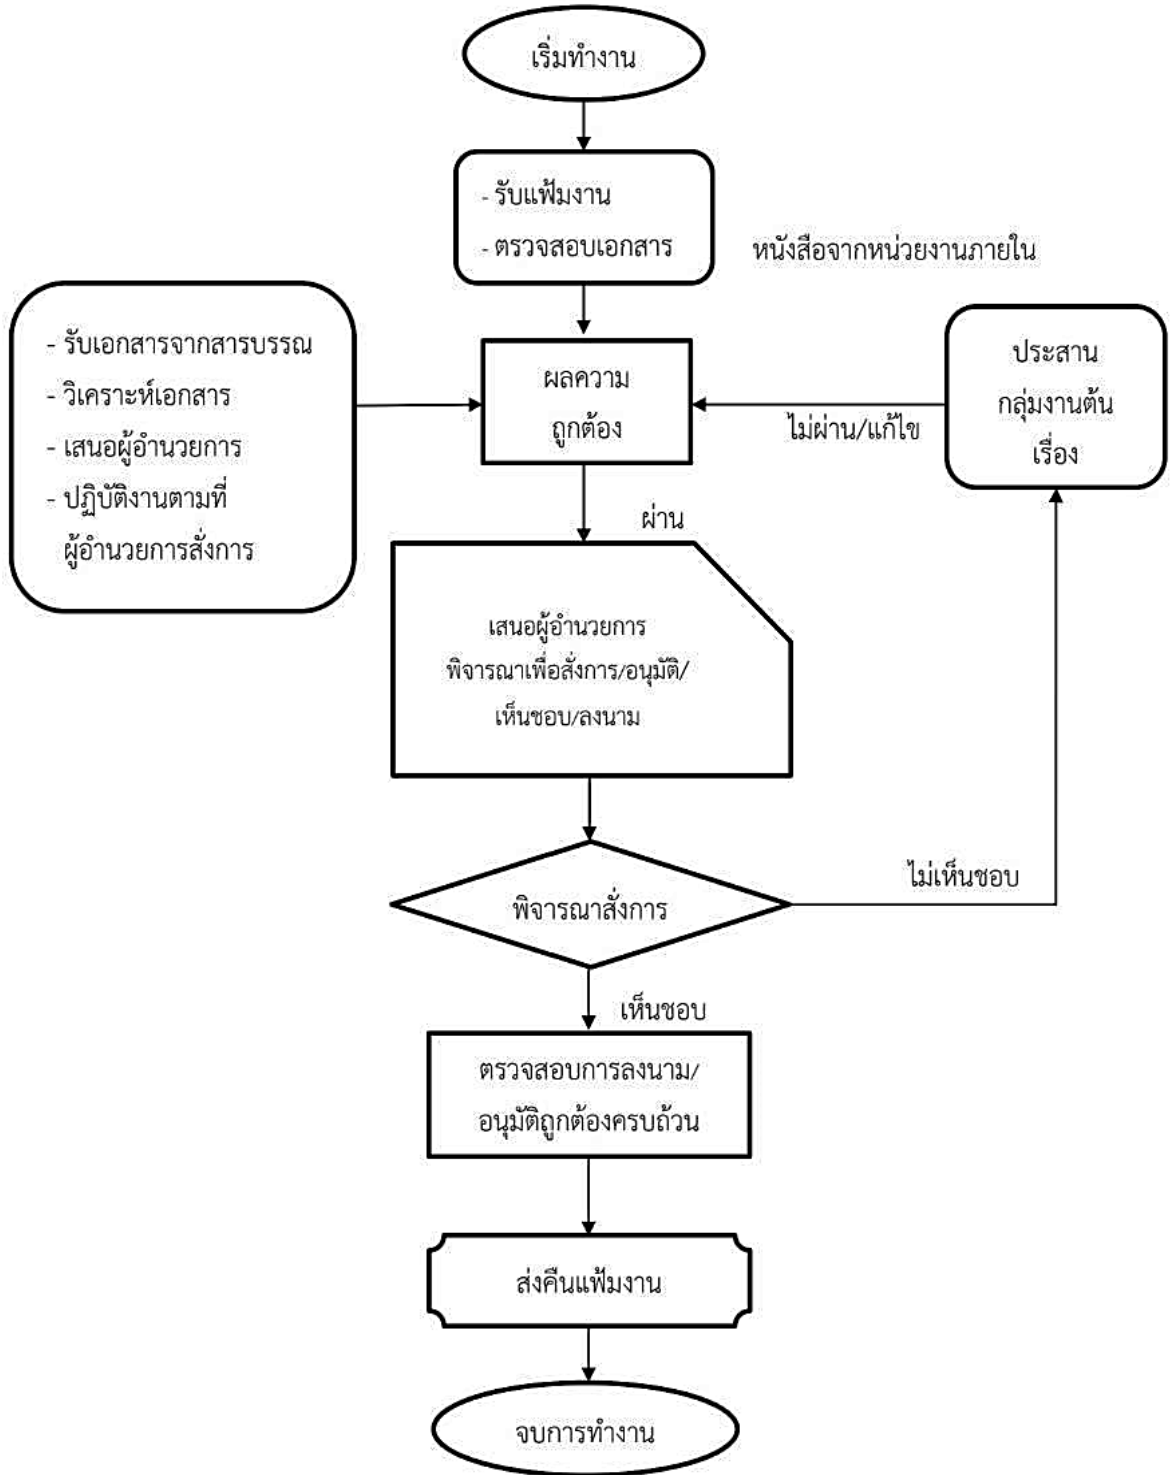 เริ่มทำงาน
- รับแฟ้มงาน
- ตรวจสอบเอกสาร
หนังสือจากหน่วยงานภายใน
- รับเอกสารจากสารบรรณ
- วิเคราะห์เอกสาร
- เสนอผู้อำนวยการ
- ปฏิบัติงานตามที่
ผู้อำนวยการสั่งการ
ผลความ
ถูกต้อง
ไม่ผ่าน/แก้ไข
ประสาน
กลุ่มงานต้น
เรื่อง
ผ่าน
เสนอผู้อำนวยการ
พิจารณาเพื่อสั่งการ/อนุมัติ/
เห็นชอบ/ลงนาม
พิจารณาสั่งการ
ไม่เห็นชอบ
เห็นชอบ
ตรวจสอบการลงนาม/
อนุมัติถูกต้องครบถ้วน
ส่งคืนแฟ้มงาน
จบการทำงาน